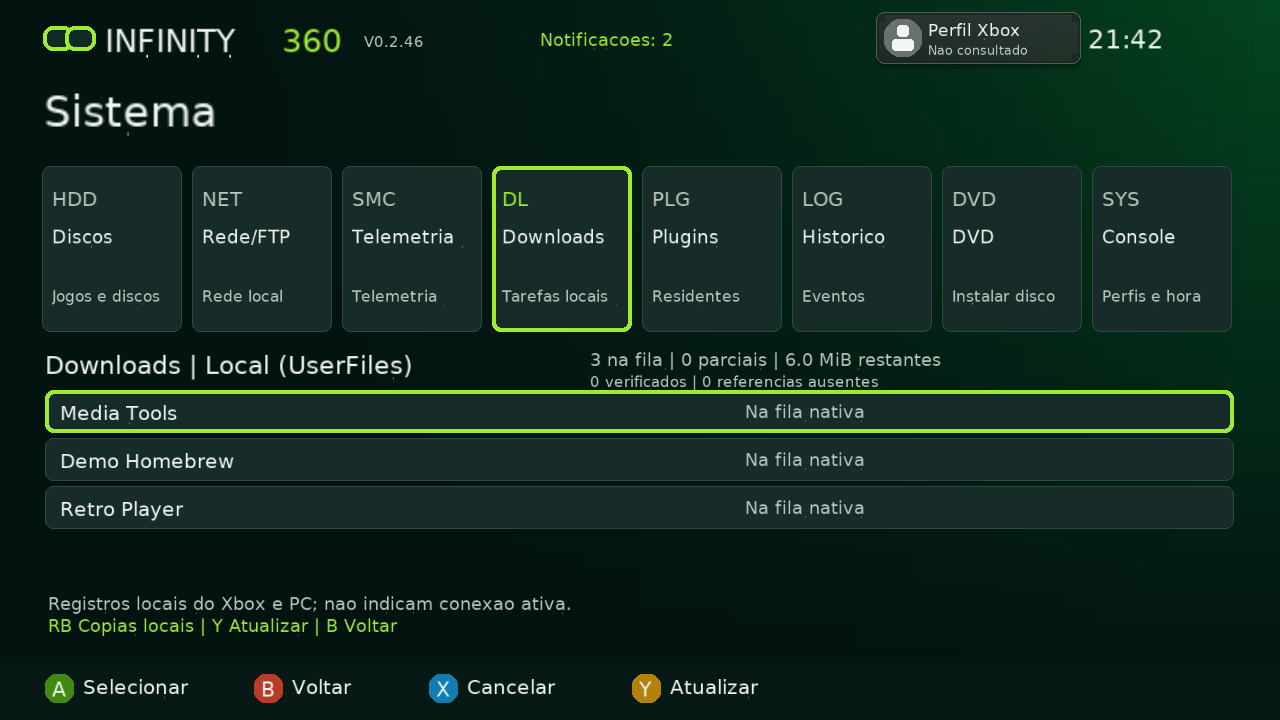 INFINITY 360 V0.2.46 Notificacoes: 2 Perfil Xbox 21:42
Nao consultado
Sistema
HDD NET SMC DL PLG LOG DVD SYS
Discos Rede/FTP Telemetria Downloads Plugins Historico DVD Console
Jogos e discos Rede local Telemetria Tarefas locais Residentes Eventos Instalar disco Perfis e hora
Downloads | Local (UserFiles) 3 na fila | 0 parciais | 6.0 MiB restantes
0 verificados | 0 referencias ausentes
Media Tools Na fila nativa
Demo Homebrew Na fila nativa
Retro Player Na fila nativa
Registros locais do Xbox e PC; nao indicam conexao ativa.
RB Copias locais | Y Atualizar | B Voltar
A Selecionar B Voltar X Cancelar Y Atualizar